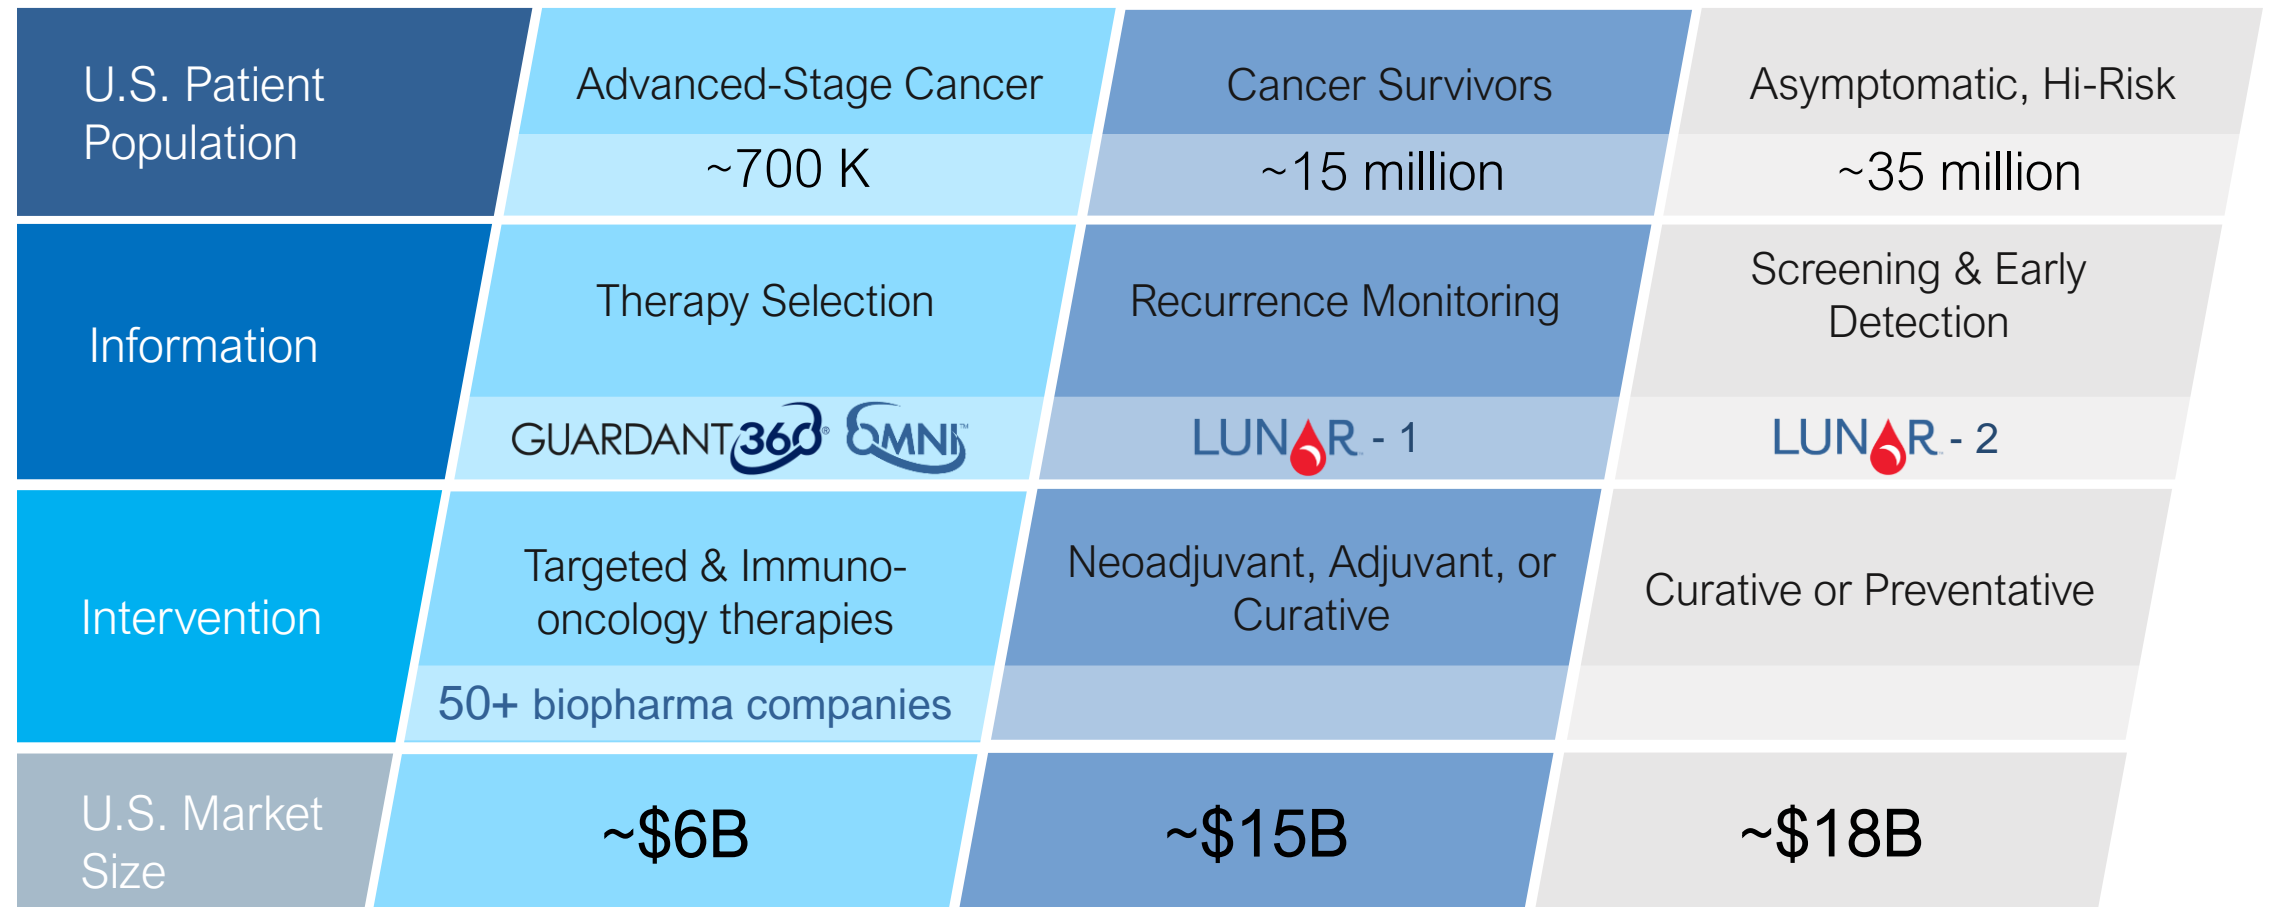 U.S. Patient
Population
Advanced-Stage Cancer
~700 K
Cancer Survivors
~15 million
Asymptomatic, Hi-Risk
~35 million
Information
Therapy Selection
GUARDANT360® OMNI™
Recurrence Monitoring
LUNAR - 1
Screening & Early
Detection
LUNAR - 2
Intervention
Targeted & Immuno-
oncology therapies
50+ biopharma companies
Neoadjuvant, Adjuvant, or
Curative
Curative or Preventative
U.S. Market
Size
~$6B
~$15B
~$18B